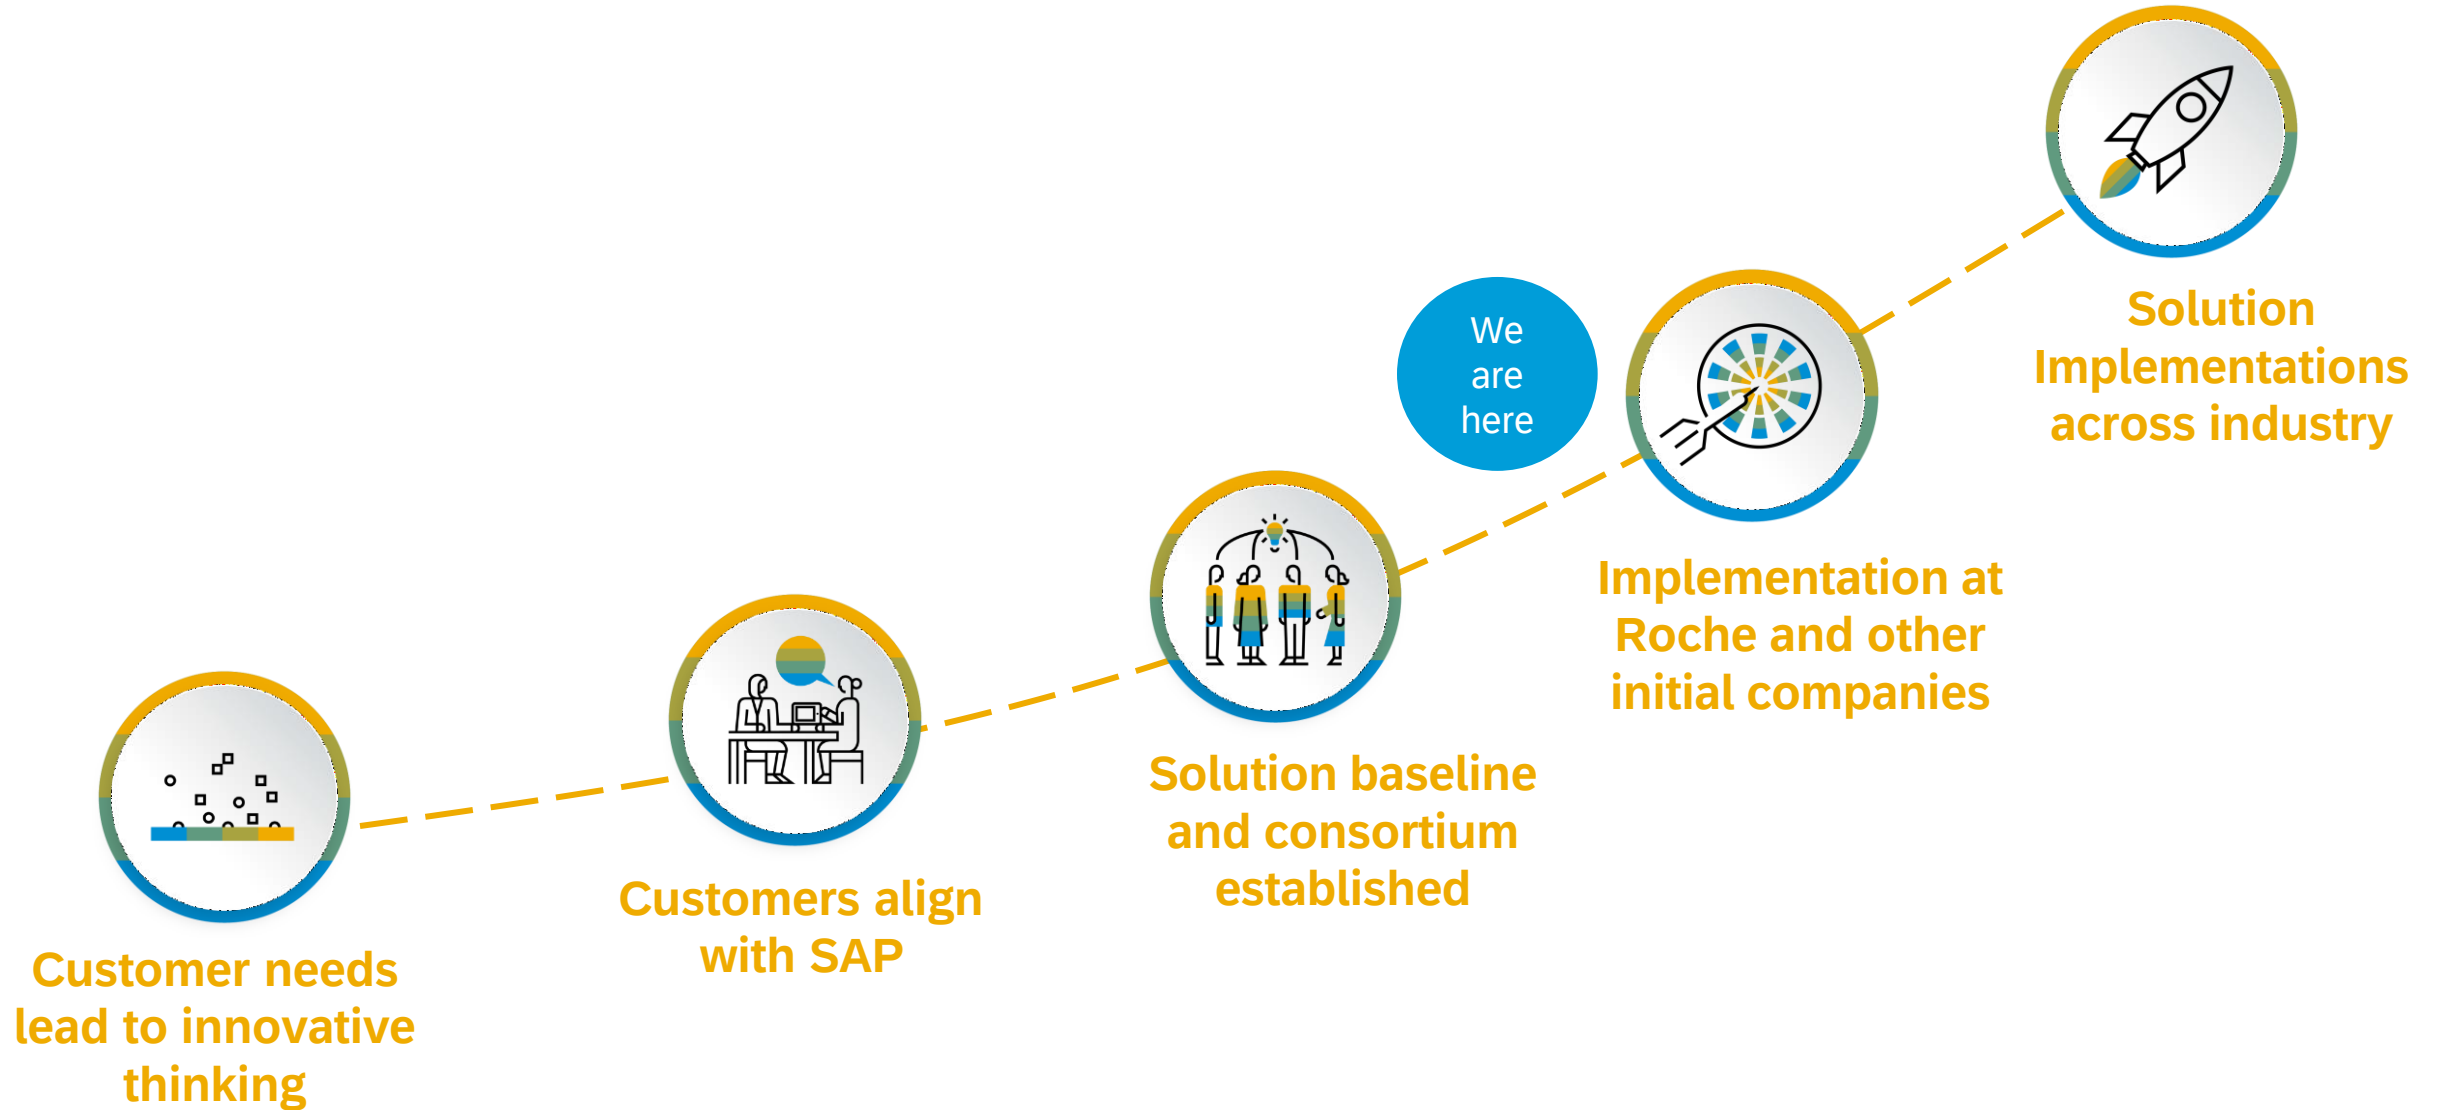 Customer needs
lead to innovative
thinking
Customers align
with SAP
Solution baseline
and consortium
established
We
are
here
Implementation at
Roche and other
initial companies
Solution
Implementations
across industry